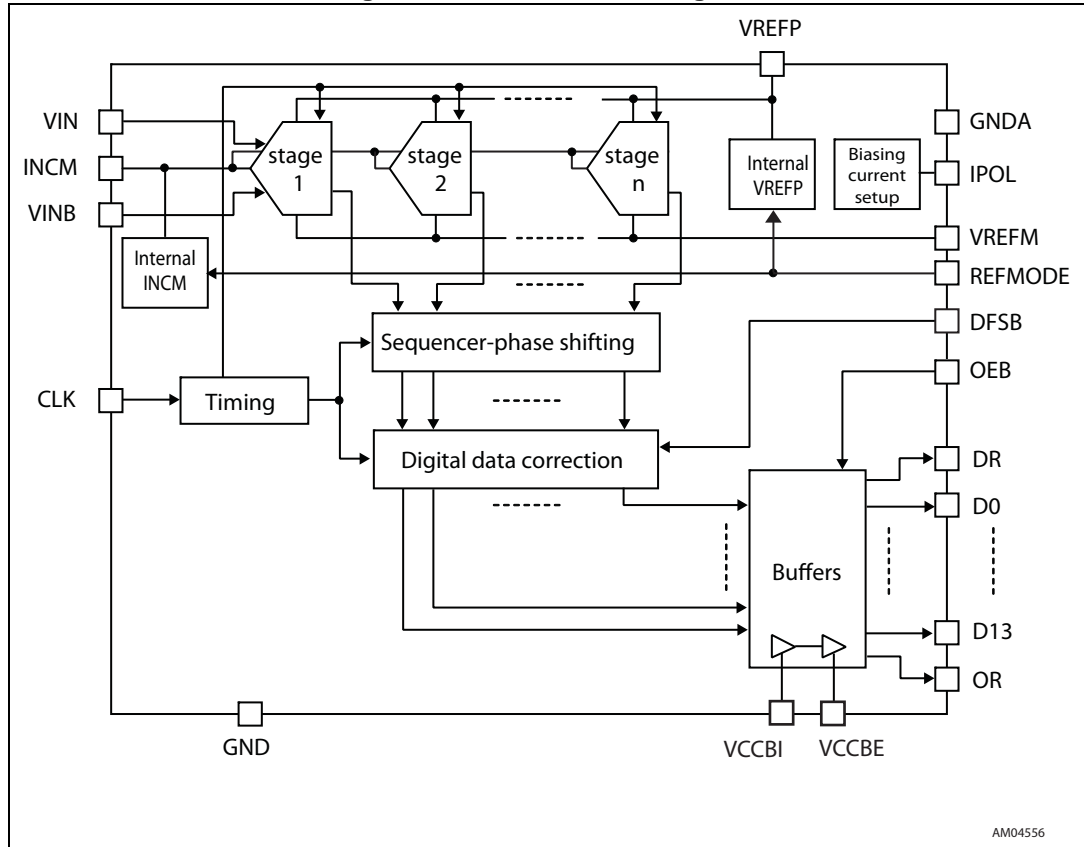 VREFP
VIN
INCM
VINB
stage
1
stage
2
stage
n
Internal
VREFP
Biasing
current
setup
GNDA
IPOL
VREFM
REFMODE
Internal
INCM
DFSB
OEB
Sequencer-phase shifting
CLK
Timing
Digital data correction
DR
D0
Buffers
D13
OR
GND
VCCBI
VCCBE
AM04556